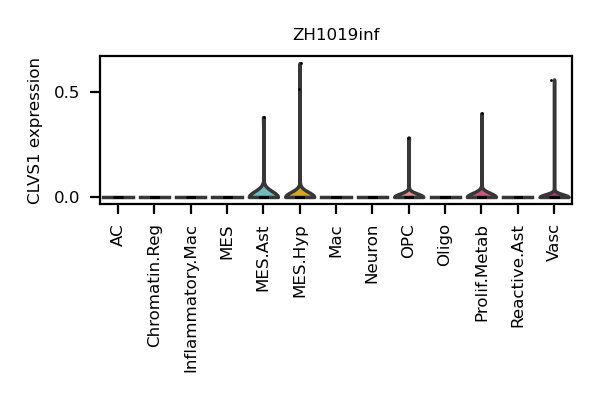 ZH1019inf
CLVS1 expression
0.5
0.0
AC
Chromatin.Reg
Inflammatory.Mac
MES
MES.Ast
MES.Hyp
Mac
Neuron
OPC
Oligo
Prolif.Metab
Reactive.Ast
Vasc